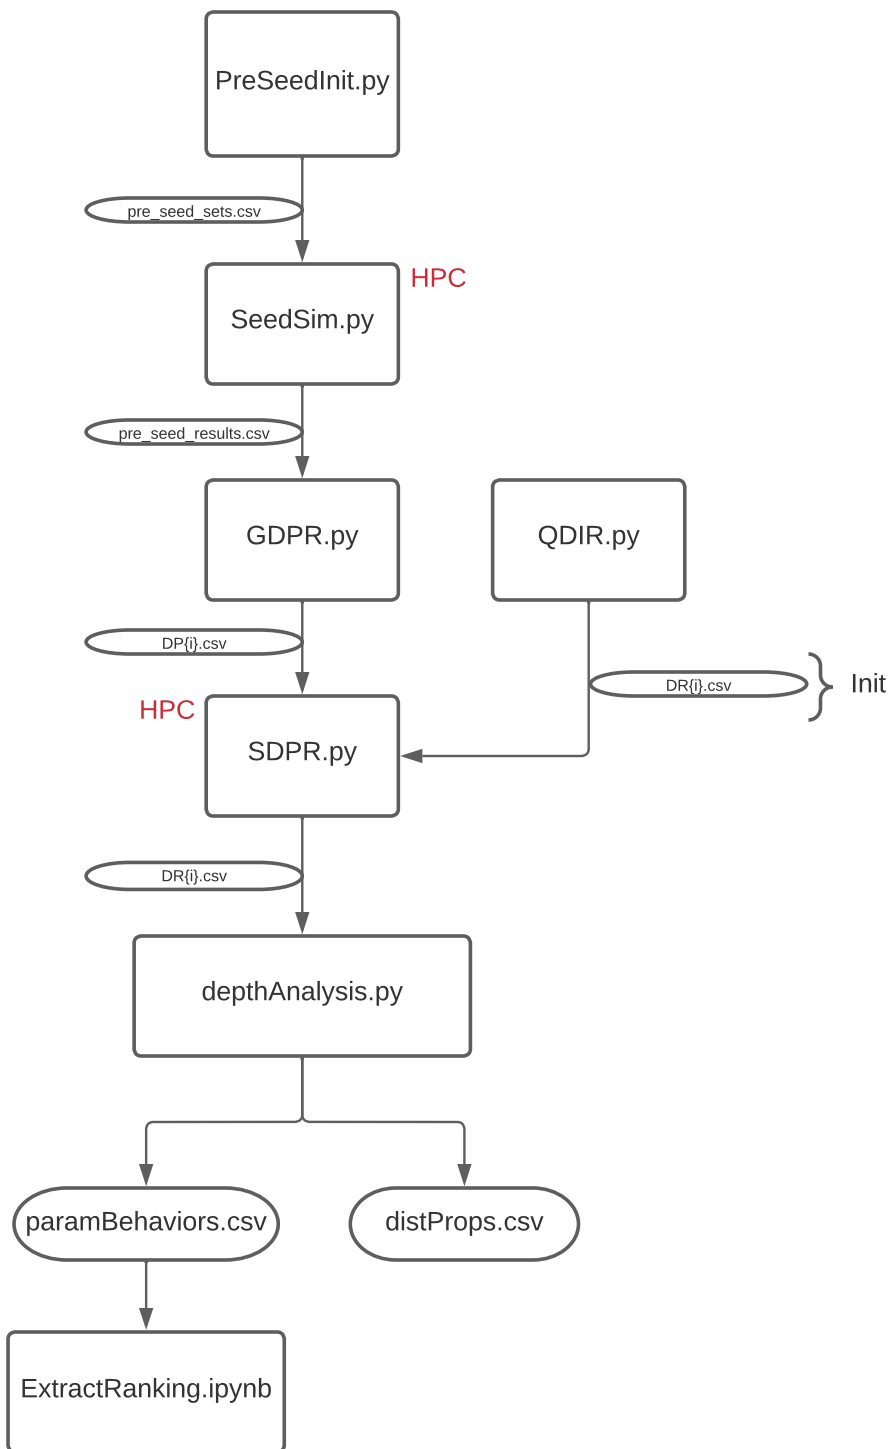 PreSeedInit.py
pre_seed_sets.csv
HPC
SeedSim.py
pre_seed_results.csv
GDPR.py
QDIR.py
DP{i}.csv
DR{i}.csv
Init
HPC
SDPR.py
DR{i}.csv
depthAnalysis.py
paramBehaviors.csv
distProps.csv
ExtractRanking.ipynb